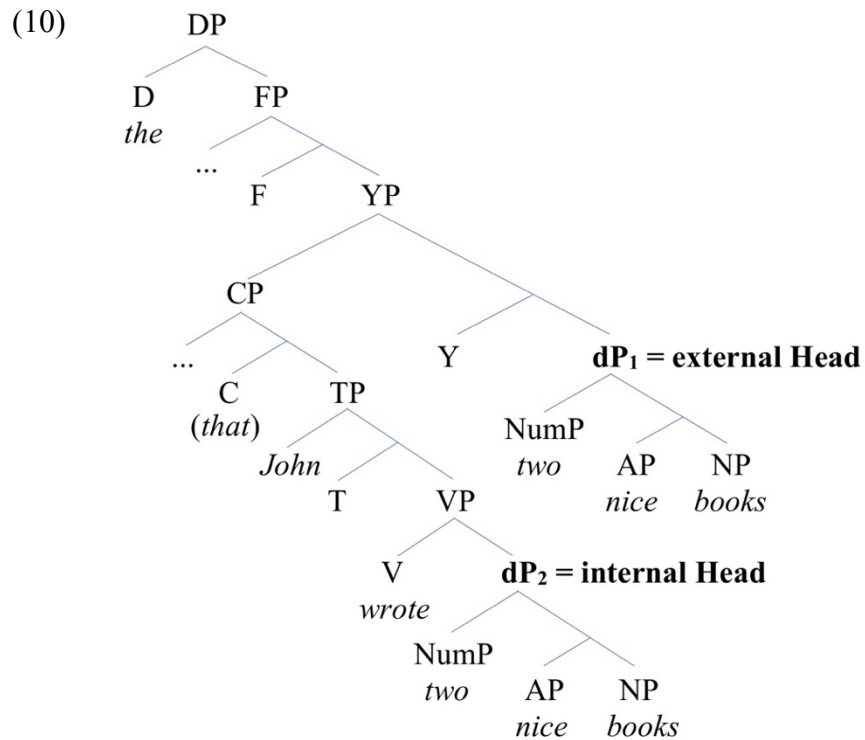 (10) DP
D FP
the
...
F YP
CP
... Y dP₁ = external Head
C TP
(that) NumP
two AP NP
John nice books
T VP
V dP₂ = internal Head
wrote
NumP
two AP NP
nice books